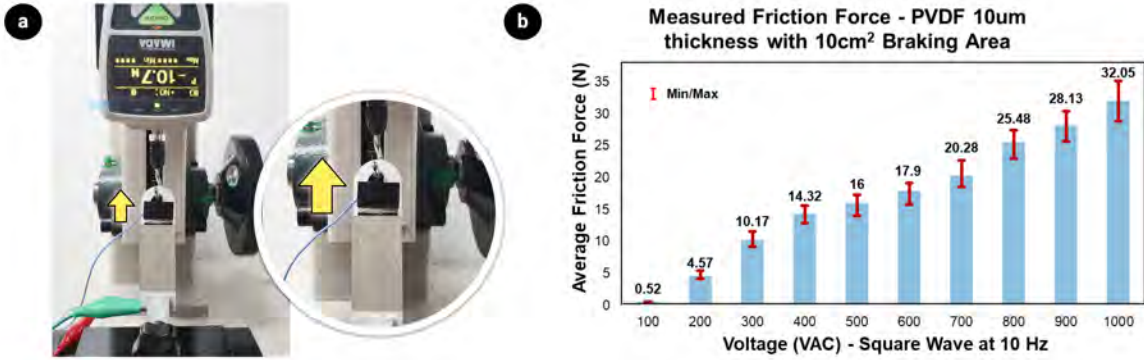 a
IMADA
-10.7 N
b
Measured Friction Force - PVDF 10um
thickness with 10cm² Braking Area
Average Friction Force (N)
35
30
25
20
15
10
5
0
Min/Max
0.52
4.57
10.17
14.32
16
17.9
20.28
25.48
28.13
32.05
100 200 300 400 500 600 700 800 900 1000
Voltage (VAC) - Square Wave at 10 Hz